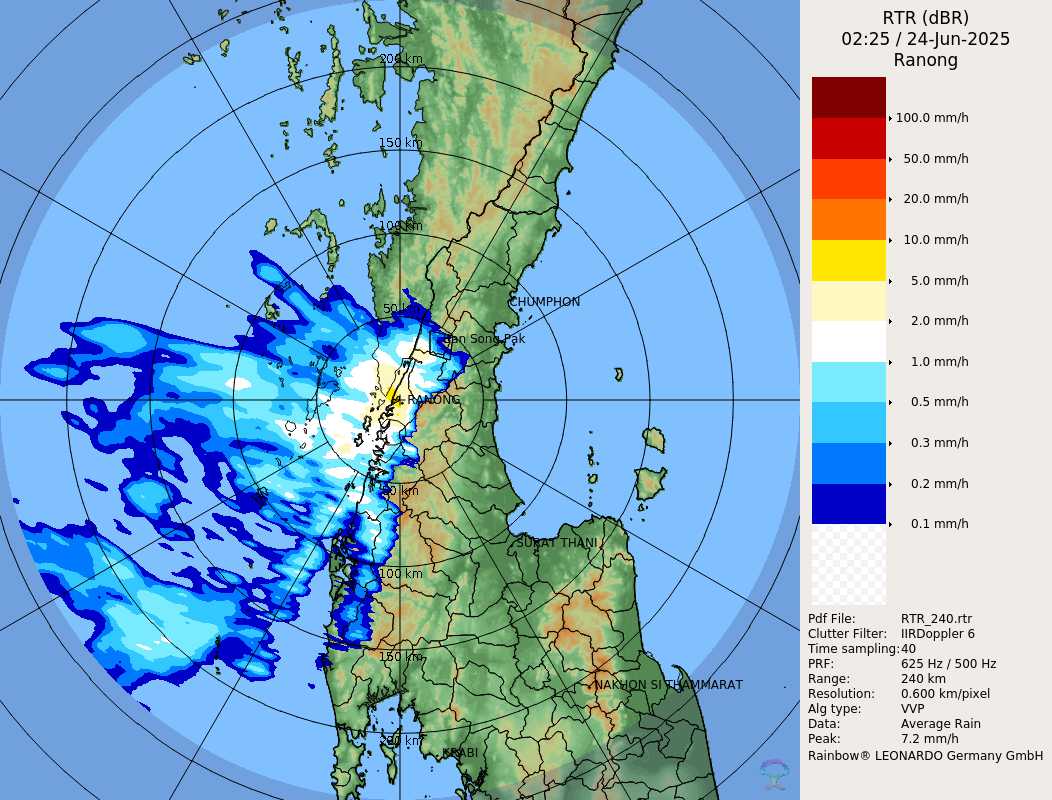 RTR (dBR)
02:25 / 24-Jun-2025
Ranong
100.0 mm/h
50.0 mm/h
20.0 mm/h
10.0 mm/h
5.0 mm/h
2.0 mm/h
1.0 mm/h
0.5 mm/h
0.3 mm/h
0.2 mm/h
0.1 mm/h
Pdf File: RTR_240.rtr
Clutter Filter: IIRDoppler 6
Time sampling: 40
PRF: 625 Hz / 500 Hz
Range: 240 km
Resolution: 0.600 km/pixel
Alg type: VVP
Data: Average Rain
Peak: 7.2 mm/h
Rainbow® LEONARDO Germany GmbH
200 km
150 km
100 km
50 km
CHUMPHON
Ban Song Pak
RANONG
50 km
SURAT THANI
100 km
150 km
NAKHON SI THAMMARAT
200 km
KRABI